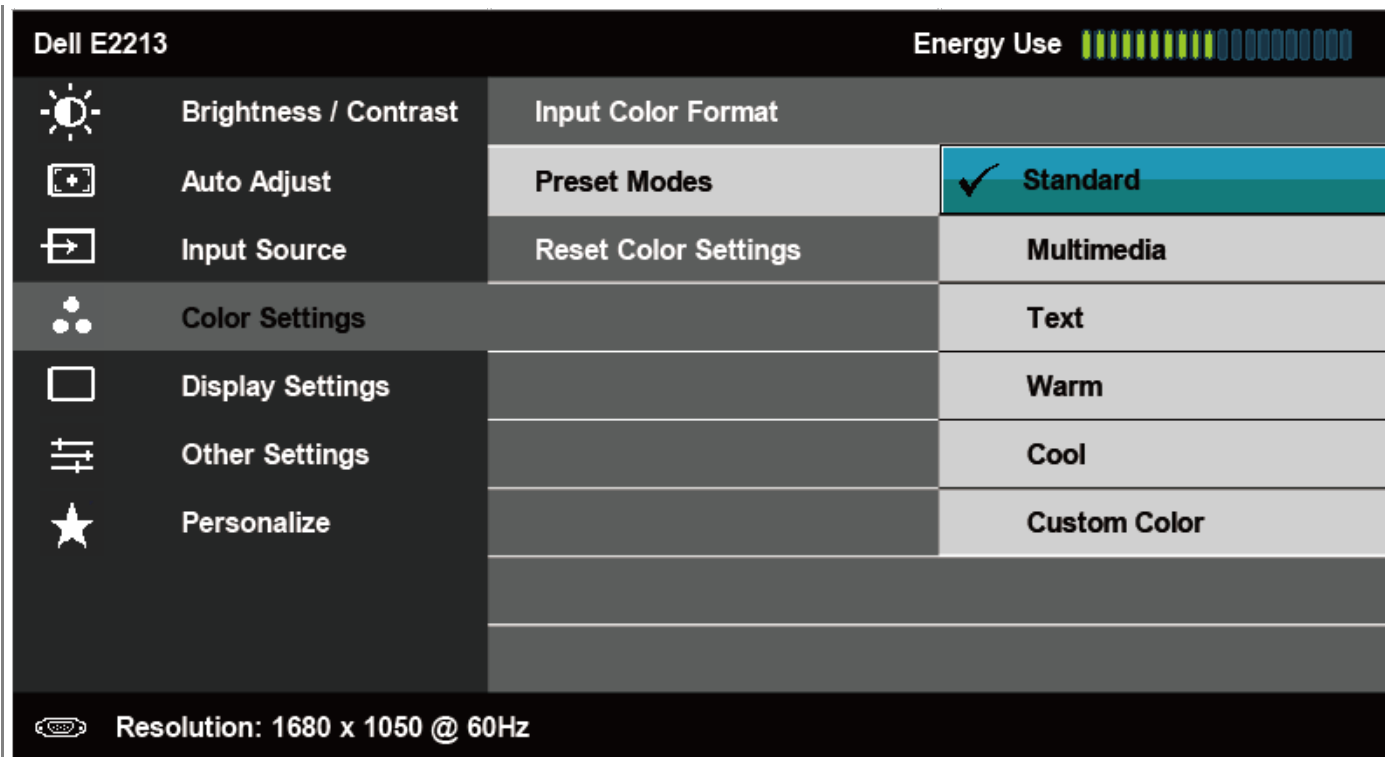 Dell E2213 Energy Use
Brightness / Contrast Input Color Format
Auto Adjust Preset Modes Standard
Input Source Reset Color Settings Multimedia
Color Settings Text
Display Settings Warm
Other Settings Cool
Personalize Custom Color
Resolution: 1680 x 1050 @ 60Hz